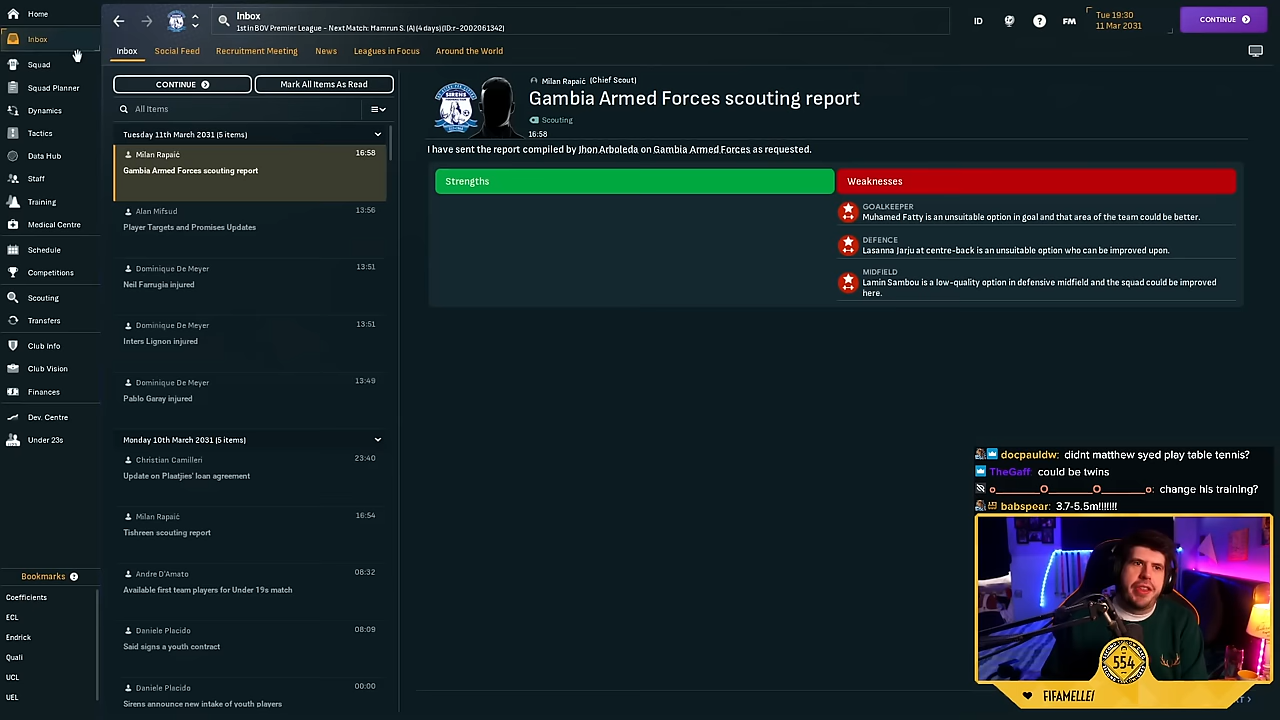 Home
Inbox
Squad
Squad Planner
Dynamics
Tactics
Data Hub
Staff
Training
Medical Centre
Schedule
Competitions
Scouting
Transfers
Club Info
Club Vision
Finances
Dev. Centre
Under 23s
Bookmarks
Coefficients
ECL
Endrick
Quali
UCL
UEL
Inbox
1st in BOV Premier League - Next Match: Hamrun S. (A) (4 days) (ID:r-2002061342)
ID
FM
Tue 19:30
11 Mar 2031
CONTINUE
Inbox
Social Feed
Recruitment Meeting
News
Leagues in Focus
Around the World
CONTINUE
Mark All Items As Read
All Items
Tuesday 11th March 2031 (5 items)
Milan Rapaić 16:58
Gambia Armed Forces scouting report
Alan Mifsud 13:56
Player Targets and Promises Updates
Dominique De Meyer 13:51
Neil Farrugia injured
Dominique De Meyer 13:51
Inters Lignon injured
Dominique De Meyer 13:49
Pablo Garay injured
Monday 10th March 2031 (5 items)
Christian Camilleri 23:40
Update on Plaatjies' loan agreement
Milan Rapaić 16:54
Tishreen scouting report
Andre D'Amato 08:32
Available first team players for Under 19s match
Daniele Placido 08:09
Said signs a youth contract
Daniele Placido 00:00
Sirens announce new intake of youth players
SIRENS
Milan Rapaić (Chief Scout)
Gambia Armed Forces scouting report
Scouting
16:58
I have sent the report compiled by Jhon Arboleda on Gambia Armed Forces as requested.
Strengths
Weaknesses
GOALKEEPER
Muhamed Fatty is an unsuitable option in goal and that area of the team could be better.
DEFENCE
Lasanna Jarju at centre-back is an unsuitable option who can be improved upon.
MIDFIELD
Lamin Sambou is a low-quality option in defensive midfield and the squad could be improved
here.
docpauldw: didnt matthew syed play table tennis?
TheGaff: could be twins
o______O______O______o: change his training?
babspear: 3.7-5.5m!!!!!!!
554
FIFAMELLE!